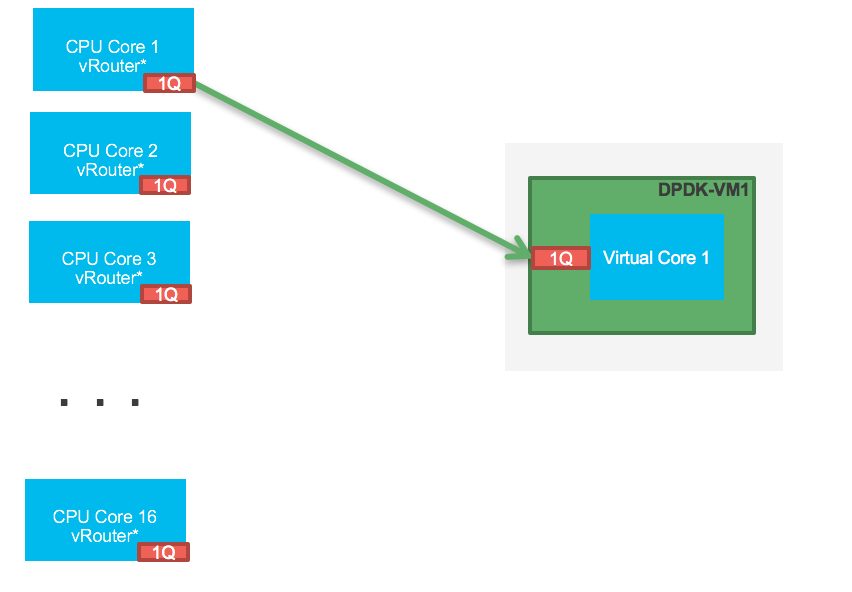 CPU Core 1
vRouter*
1Q
CPU Core 2
vRouter*
1Q
DPDK-VM1
1Q
Virtual Core 1
CPU Core 3
vRouter*
1Q
. . .
CPU Core 16
vRouter*
1Q